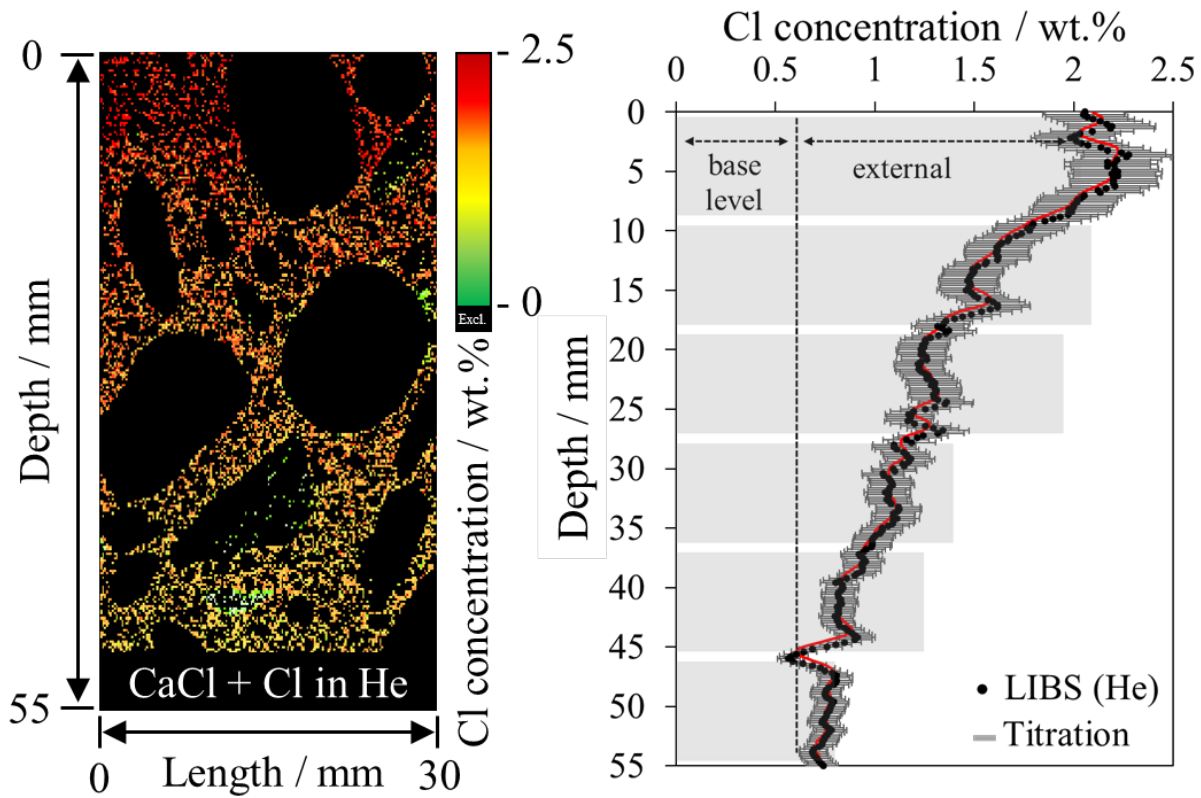 0
55
Depth / mm
CaCl + Cl in He
0
Length / mm
30
2.5
0
Excl.
Cl concentration / wt.%
Cl concentration / wt.%
0
0.5
1
1.5
2
2.5
Depth / mm
0
5
10
15
20
25
30
35
40
45
50
55
base
level
external
LIBS (He)
Titration